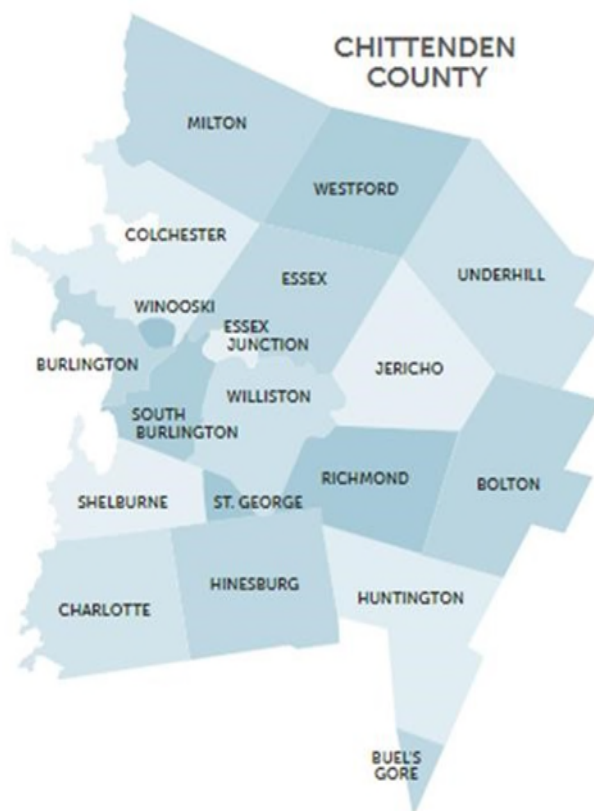 CHITTENDEN
COUNTY
MILTON
WESTFORD
COLCHESTER
ESSEX
UNDERHILL
WINOOSKI
ESSEX
JUNCTION
BURLINGTON
JERICHO
WILLISTON
SOUTH
BURLINGTON
RICHMOND
BOLTON
SHELBURNE
ST. GEORGE
HINESBURG
HUNTINGTON
CHARLOTTE
BUEL'S
GORE